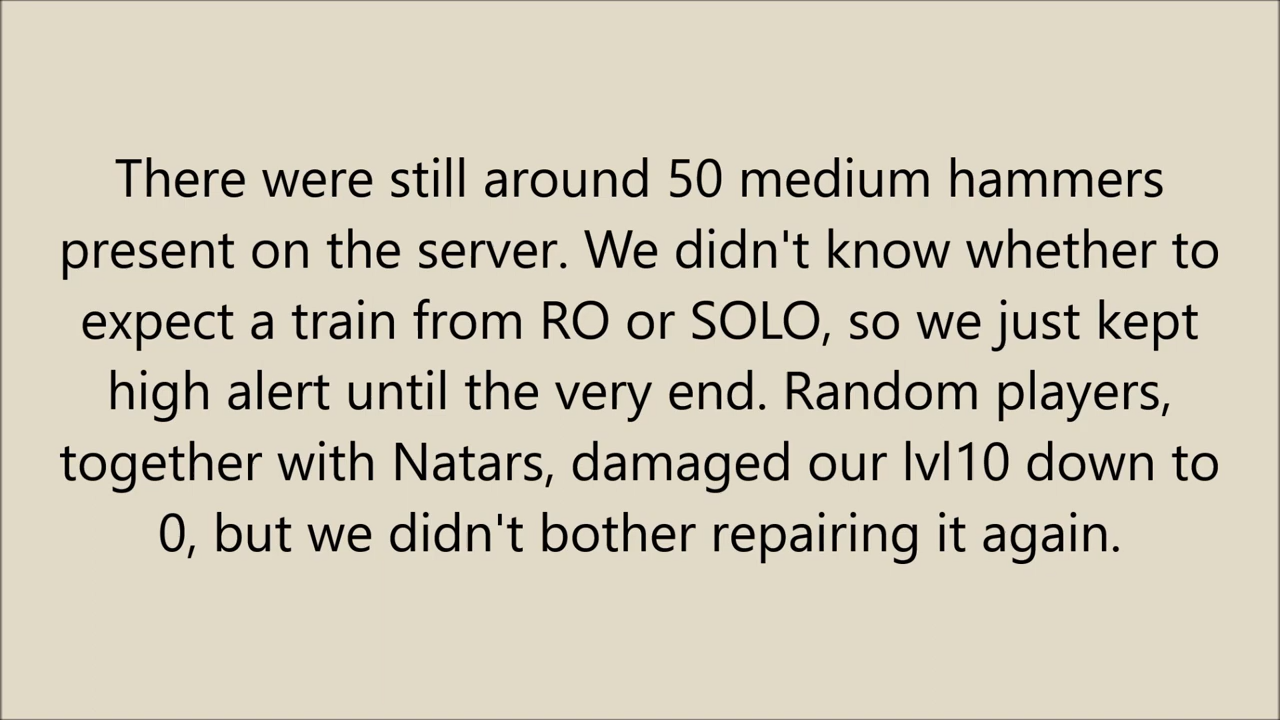 There were still around 50 medium hammers
present on the server. We didn't know whether to
expect a train from RO or SOLO, so we just kept
high alert until the very end. Random players,
together with Natars, damaged our lvl10 down to
0, but we didn't bother repairing it again.